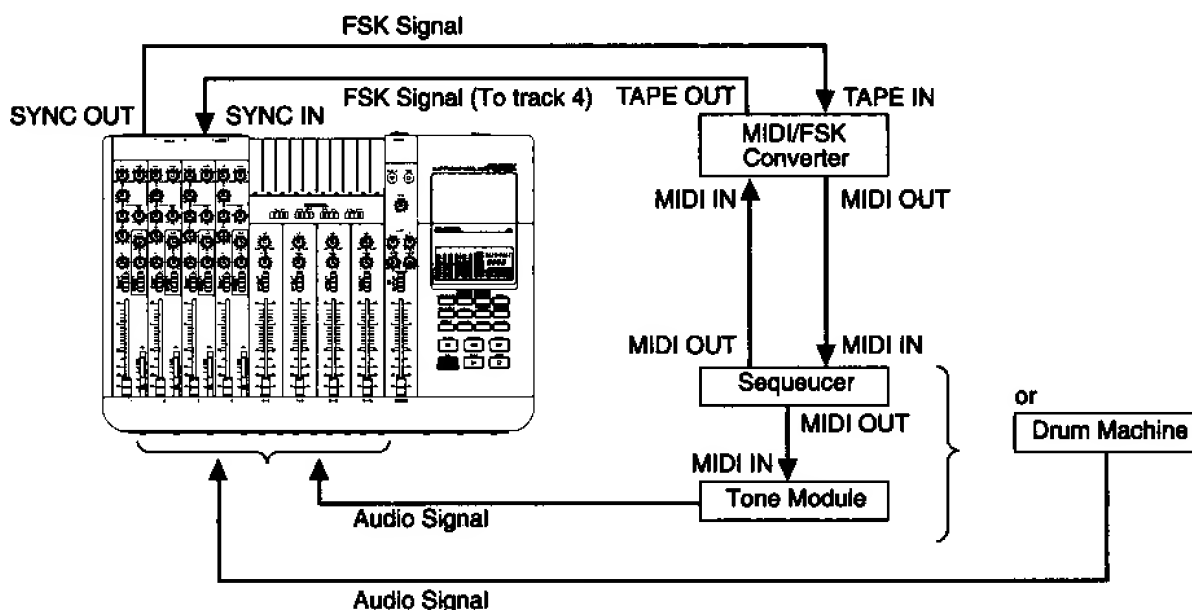 FSK Signal
FSK Signal (To track 4)
TAPE OUT
TAPE IN
SYNC OUT
SYNC IN
MIDI/FSK
Converter
MIDI IN
MIDI OUT
MIDI OUT
MIDI IN
Sequeucer
MIDI OUT
or
Drum Machine
MIDI IN
Tone Module
Audio Signal
Audio Signal